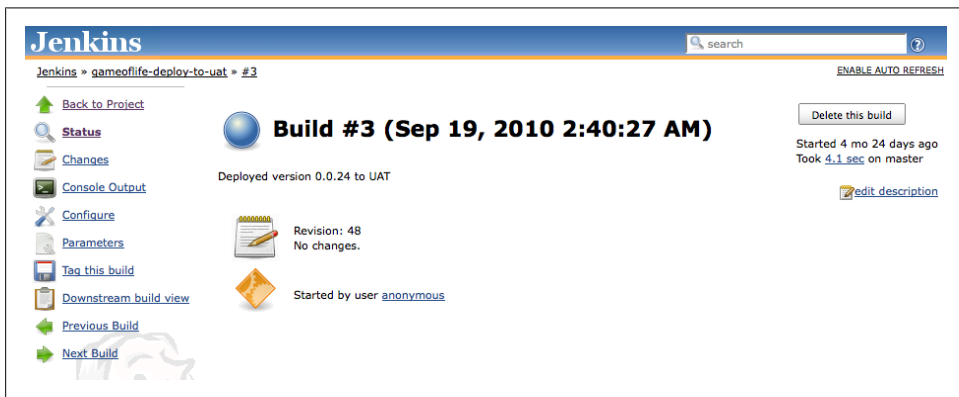 Jenkins
search
Jenkins » gameoflife-deploy-to-uat » #3
ENABLE AUTO REFRESH
Back to Project
Status
Changes
Console Output
Configure
Parameters
Tag this build
Downstream build view
Previous Build
Next Build
Build #3 (Sep 19, 2010 2:40:27 AM)
Deployed version 0.0.24 to UAT
Revision: 48
No changes.
Started by user anonymous
Delete this build
Started 4 mo 24 days ago
Took 4.1 sec on master
edit description